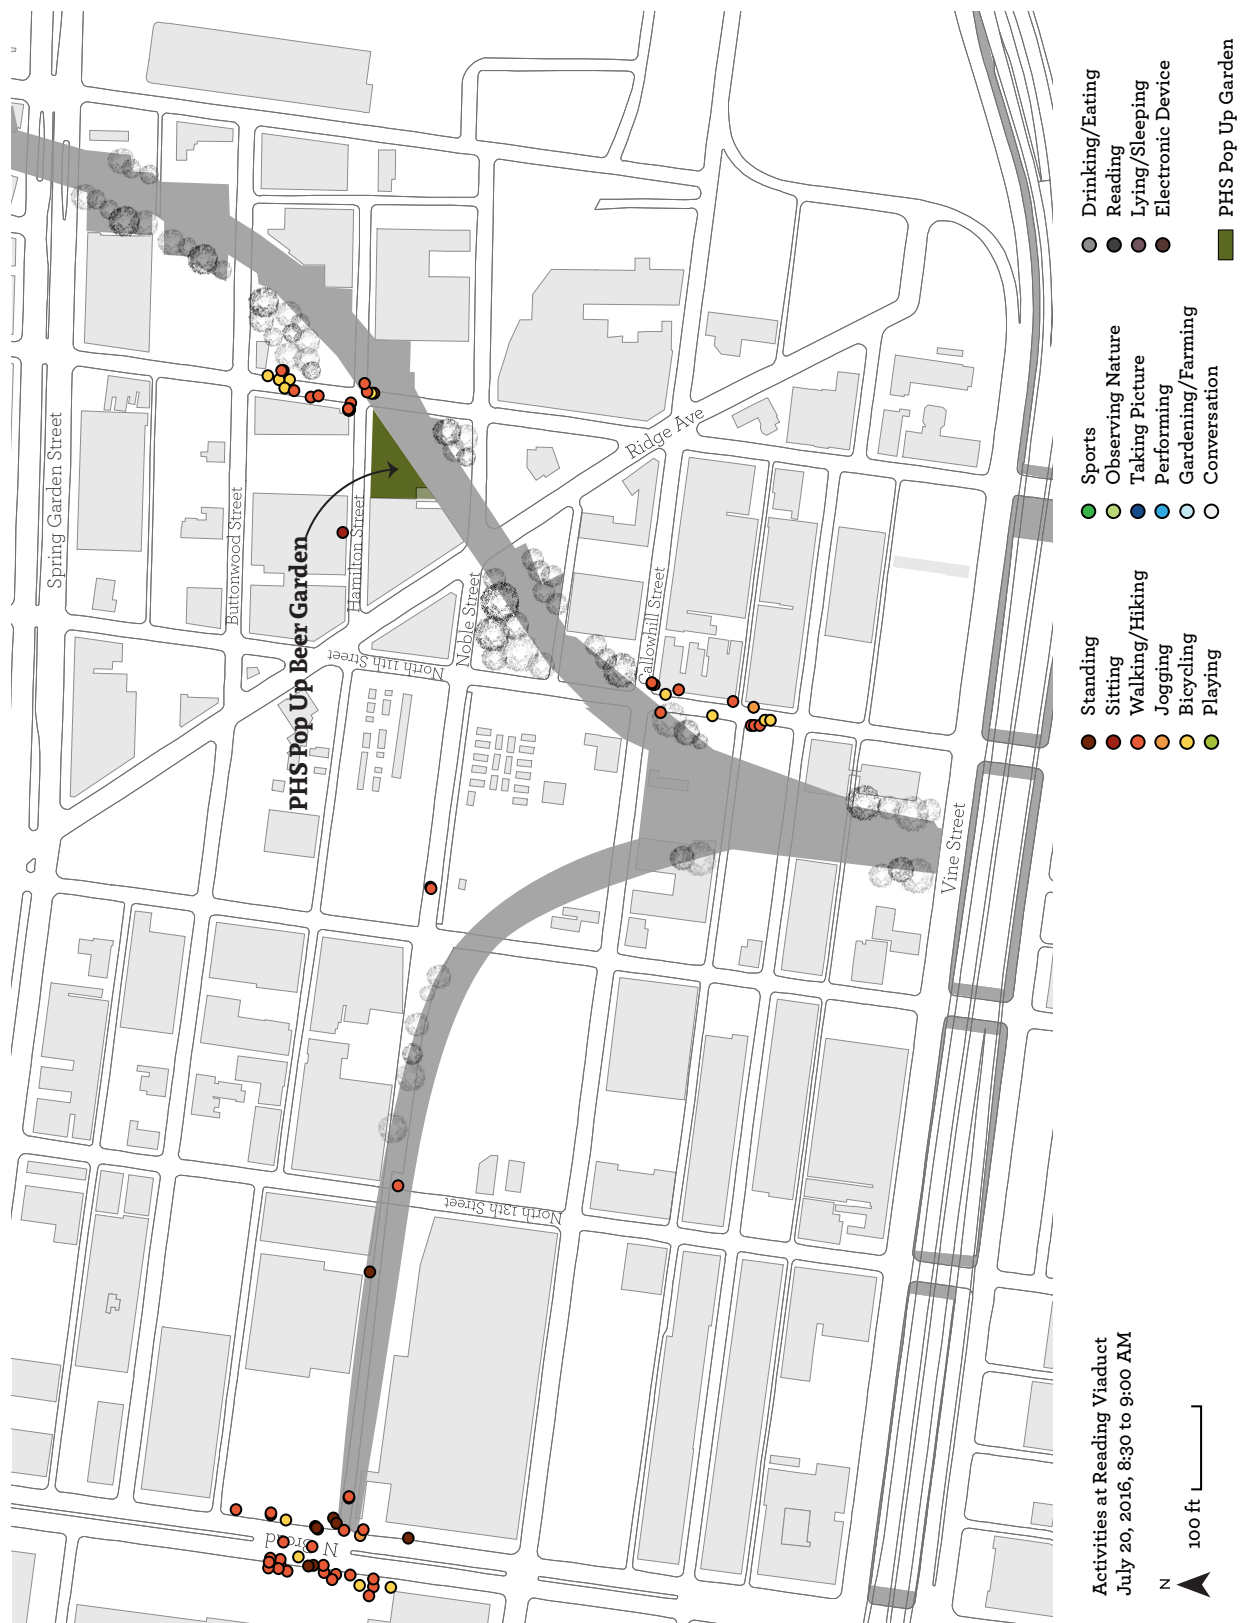 Activities at Reading Viaduct
July 20, 2016, 8:30 to 9:00 AM
N
100 ft
Standing
Sitting
Walking/Hiking
Jogging
Bicycling
Playing
Sports
Observing Nature
Taking Picture
Performing
Gardening/Farming
Conversation
Drinking/Eating
Reading
Lying/Sleeping
Electronic Device
PHS Pop Up Garden
Spring Garden Street
Buttonwood Street
Hamilton Street
PHS Pop Up Beer Garden
North 11th Street
Noble Street
Ridge Ave
Callowhill Street
Vine Street
North 13th Street
N Broad